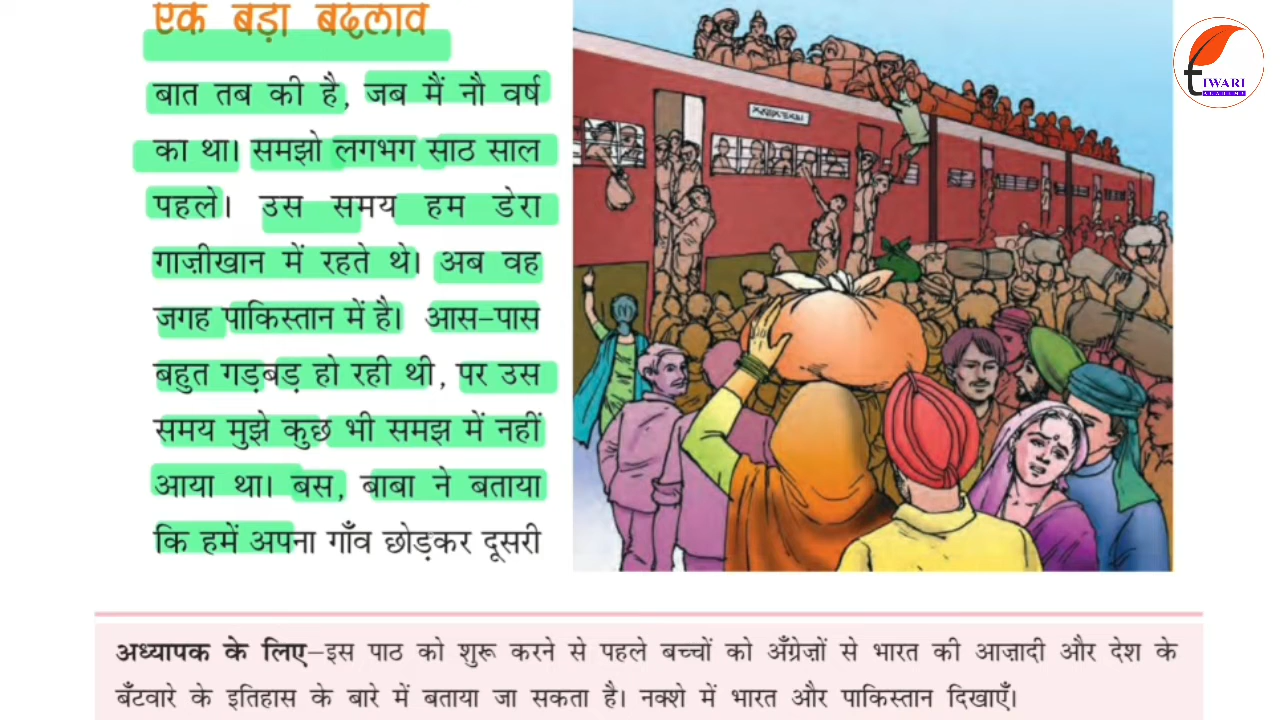 एक बड़ा बदलाव
बात तब की है, जब मैं नौ वर्ष
का था। समझो लगभग साठ साल
पहले। उस समय हम डेरा
गाज़ीखान में रहते थे। अब वह
जगह पाकिस्तान में है। आस-पास
बहुत गड़बड़ हो रही थी, पर उस
समय मुझे कुछ भी समझ में नहीं
आया था। बस, बाबा ने बताया
कि हमें अपना गाँव छोड़कर दूसरी
अध्यापक के लिए–इस पाठ को शुरू करने से पहले बच्चों को अँग्रेज़ों से भारत की आज़ादी और देश के
बँटवारे के इतिहास के बारे में बताया जा सकता है। नक्शे में भारत और पाकिस्तान दिखाएँ।
TIWARI
ACADEMY